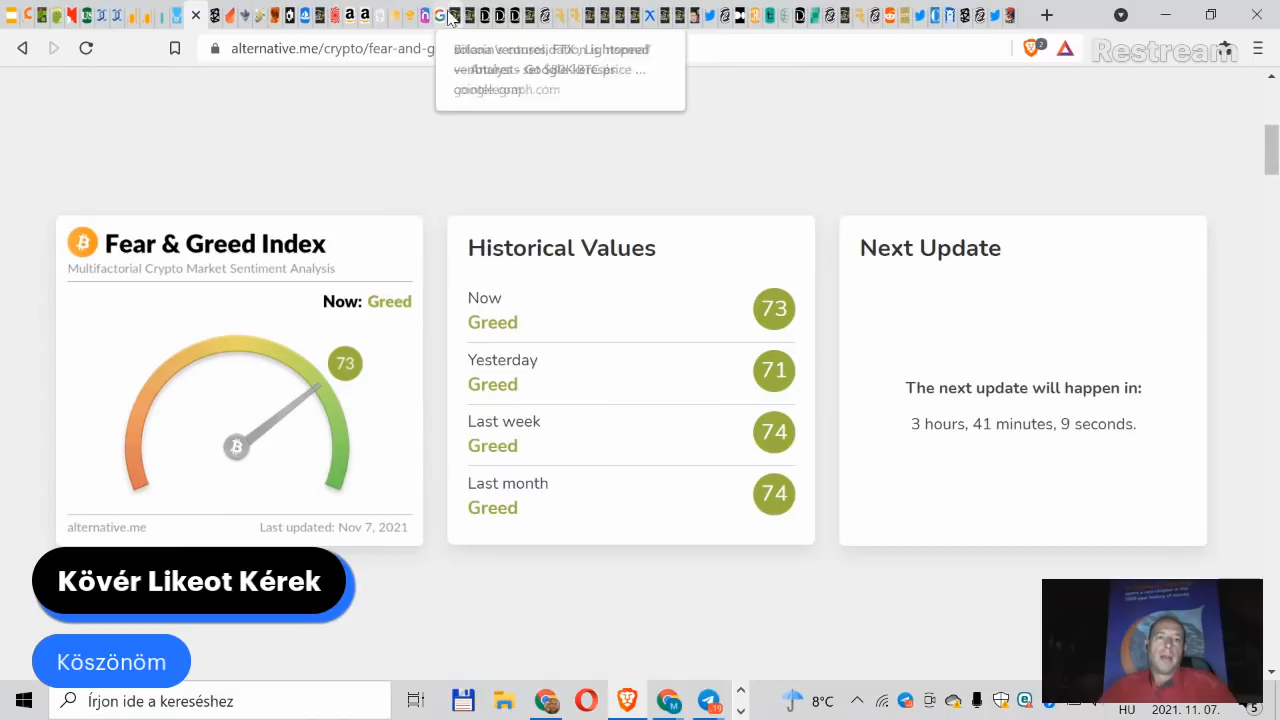 alternative.me/crypto/fear-and-g
2
Restream
Fear & Greed Index
Multifactorial Crypto Market Sentiment Analysis
Now: Greed
73
alternative.me
Last updated: Nov 7, 2021
Historical Values
Now
Greed
73
Yesterday
Greed
71
Last week
Greed
74
Last month
Greed
74
Next Update
The next update will happen in:
3 hours, 41 minutes, 9 seconds.
Kövér Likeot Kérek
Köszönöm
Írjon ide a kereséshez
19
8°C
HU
2021. 11. 07.